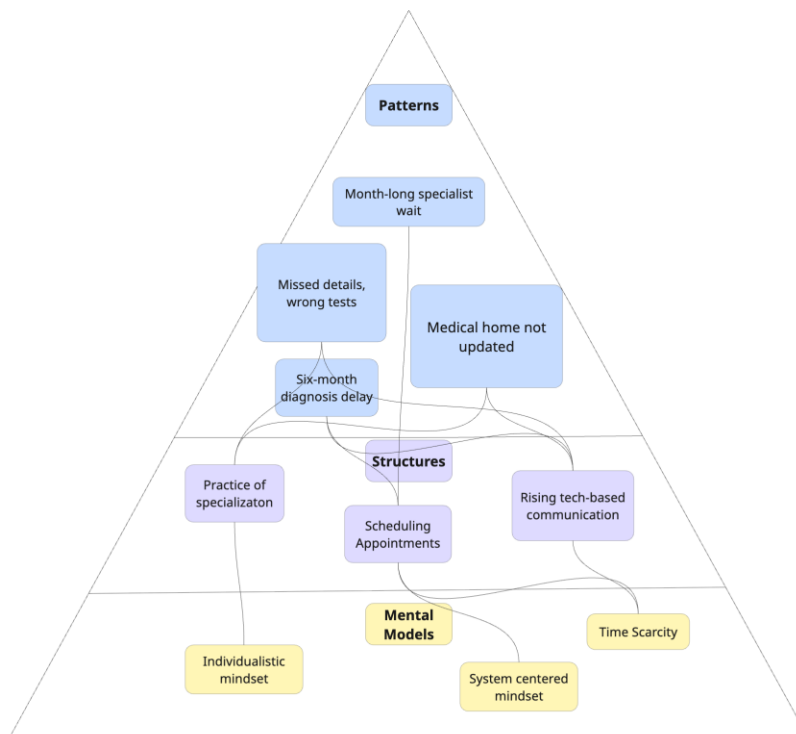 Patterns
Month-long specialist
wait
Missed details,
wrong tests
Medical home not
updated
Six-month
diagnosis delay
Structures
Practice of
specializaton
Scheduling
Appointments
Rising tech-based
communication
Mental
Models
Time Scarcity
Individualistic
mindset
System centered
mindset